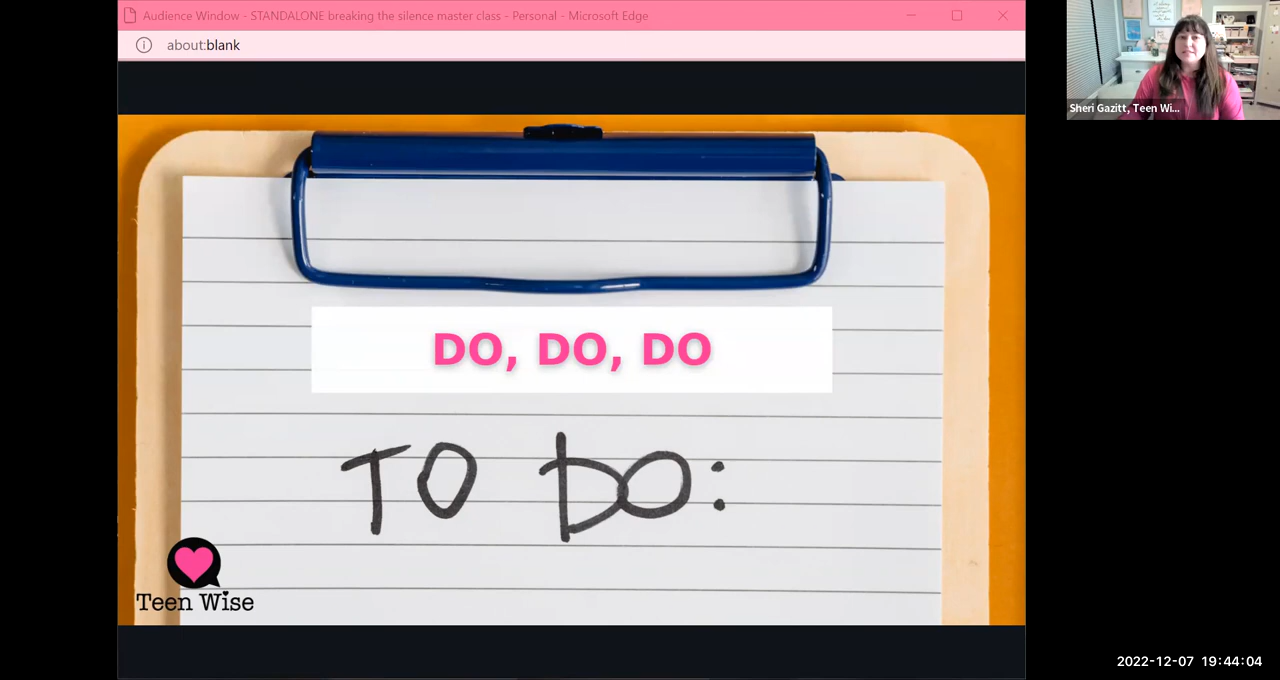 Audience Window - STANDALONE breaking the silence master class - Personal - Microsoft Edge
about:blank
Sheri Gazitt, Teen Wi...
DO, DO, DO
TO DO:
Teen Wise
2022-12-07 19:44:04